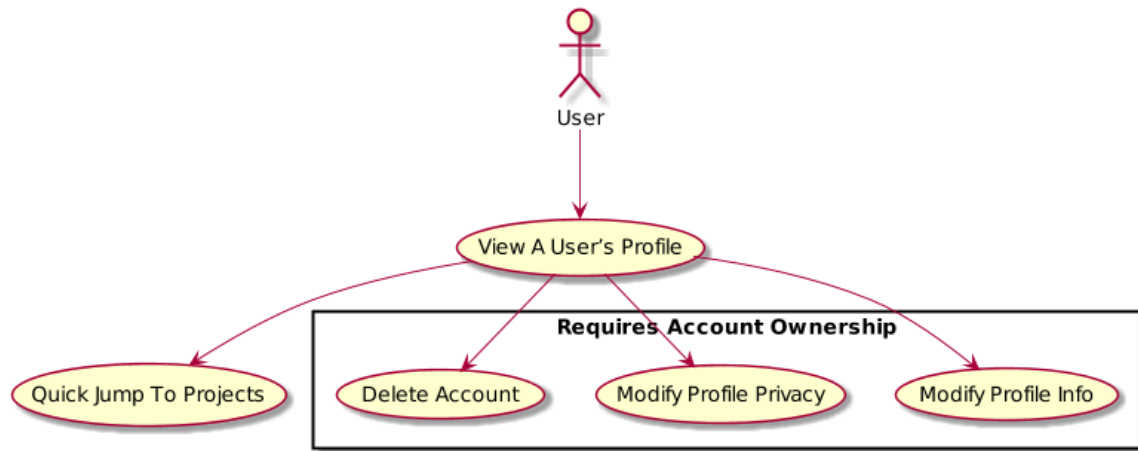 User
View A User’s Profile
Requires Account Ownership
Quick Jump To Projects
Delete Account
Modify Profile Privacy
Modify Profile Info